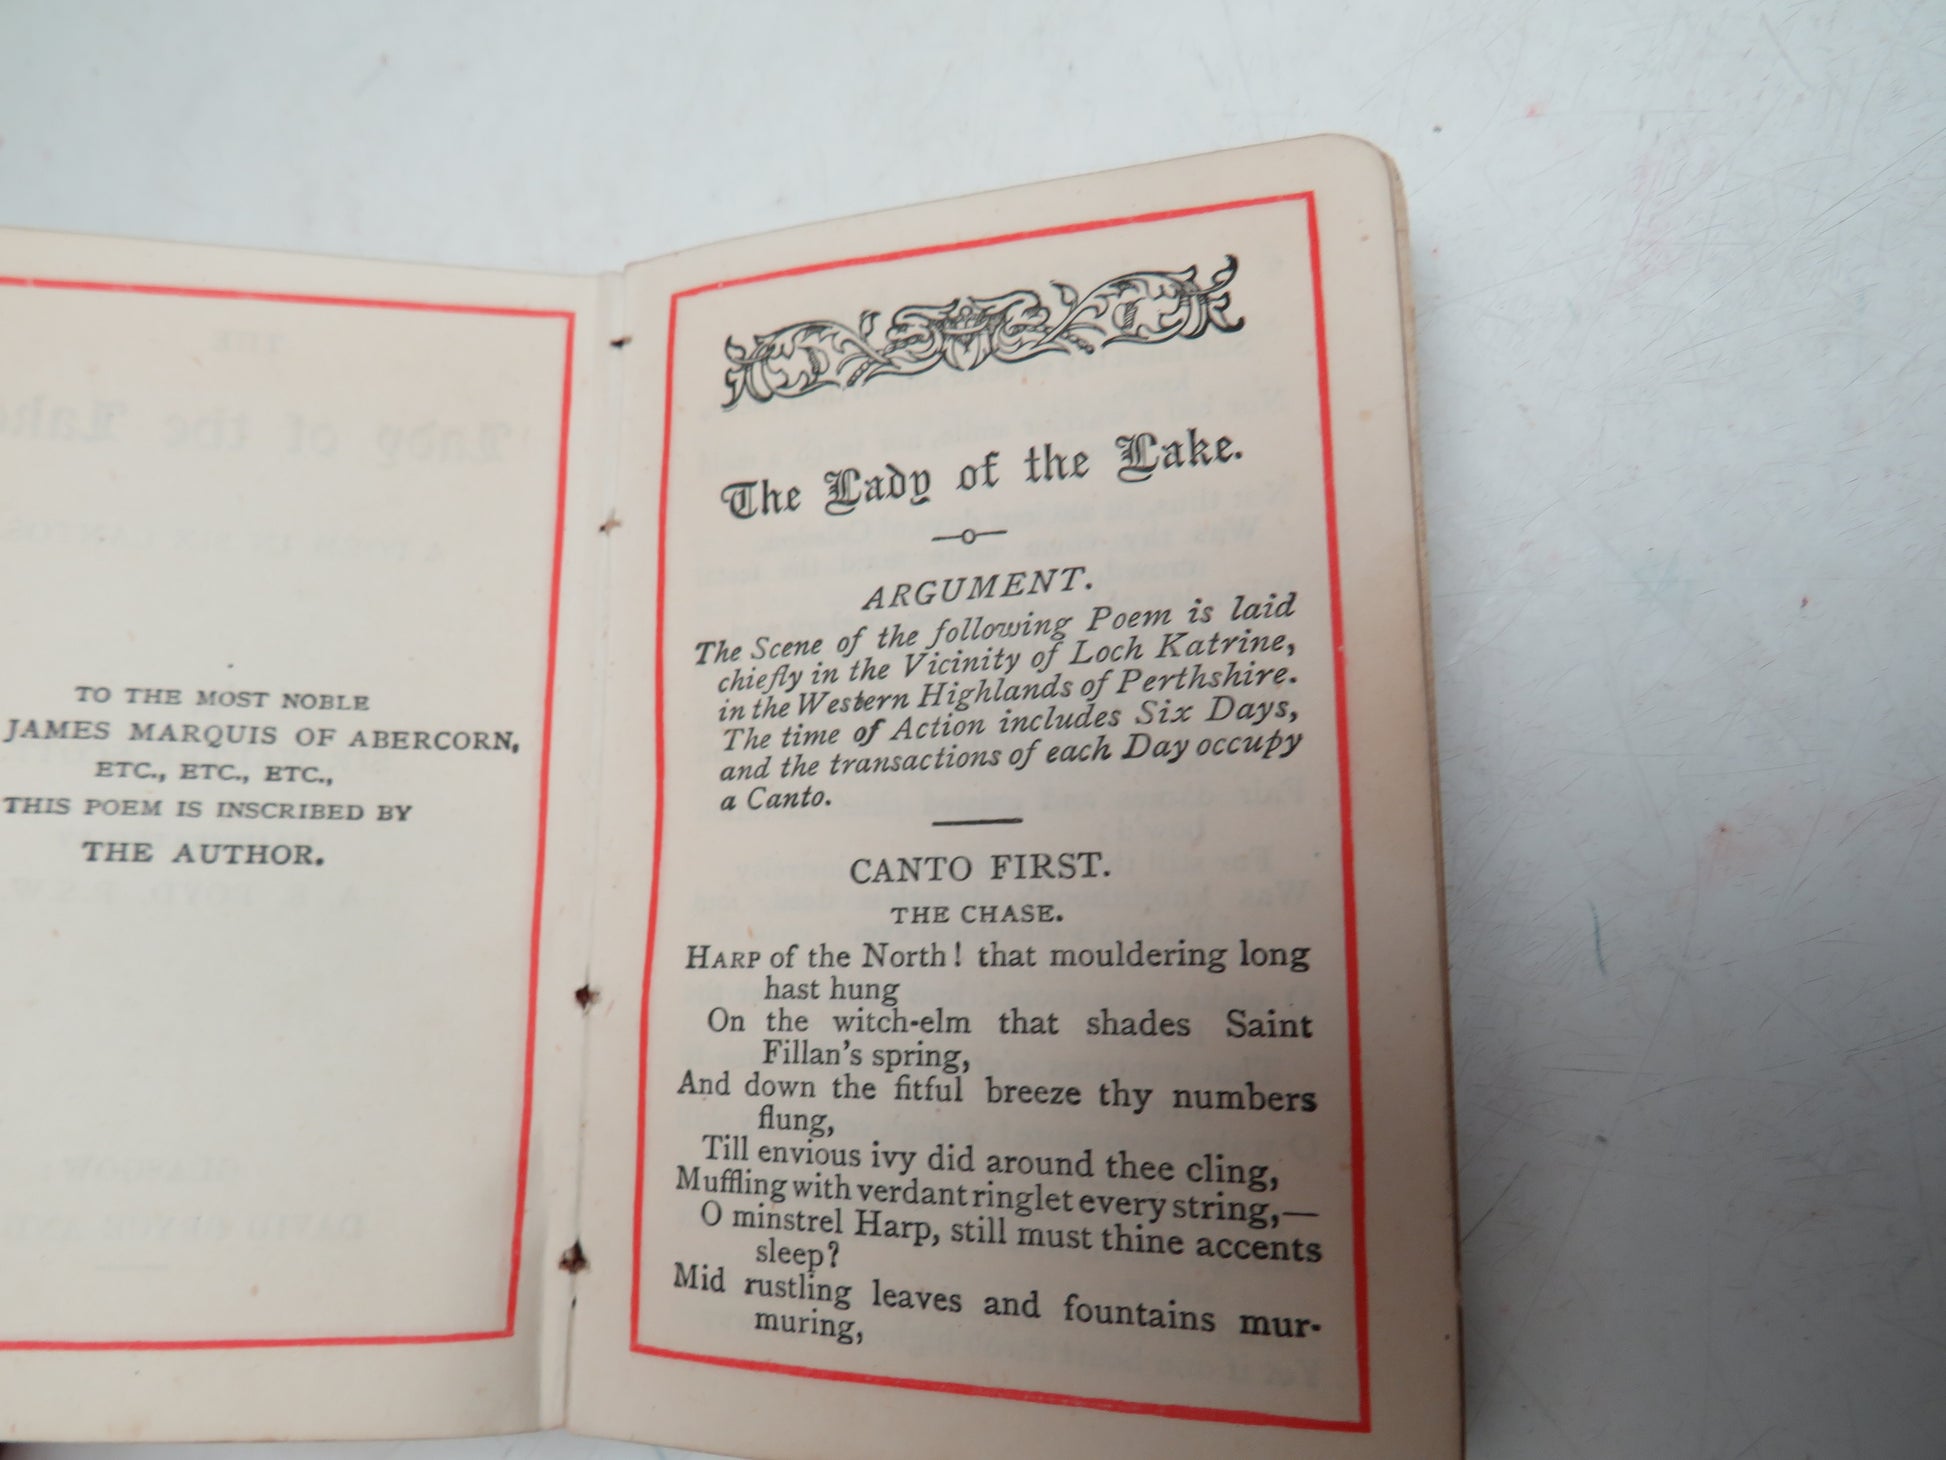 TO THE MOST NOBLE
JAMES MARQUIS OF ABERCORN,
ETC., ETC., ETC.,
THIS POEM IS INSCRIBED BY
THE AUTHOR.
The Lady of the Lake.
ARGUMENT.
The Scene of the following Poem is laid
chiefly in the Vicinity of Loch Katrine,
in the Western Highlands of Perthshire.
The time of Action includes Six Days,
and the transactions of each Day occupy
a Canto.
CANTO FIRST.
THE CHASE.
HARP of the North! that mouldering long
hast hung
On the witch-elm that shades Saint
Fillan's spring,
And down the fitful breeze thy numbers
flung,
Till envious ivy did around thee cling,
Muffling with verdant ringlet every string,—
O minstrel Harp, still must thine accents
sleep?
Mid rustling leaves and fountains mur-
muring,